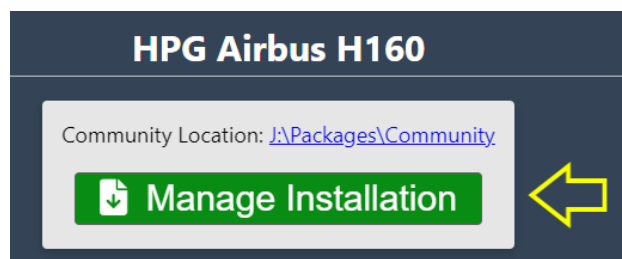 HPG Airbus H160
Community Location: J:\Packages\Community
Manage Installation